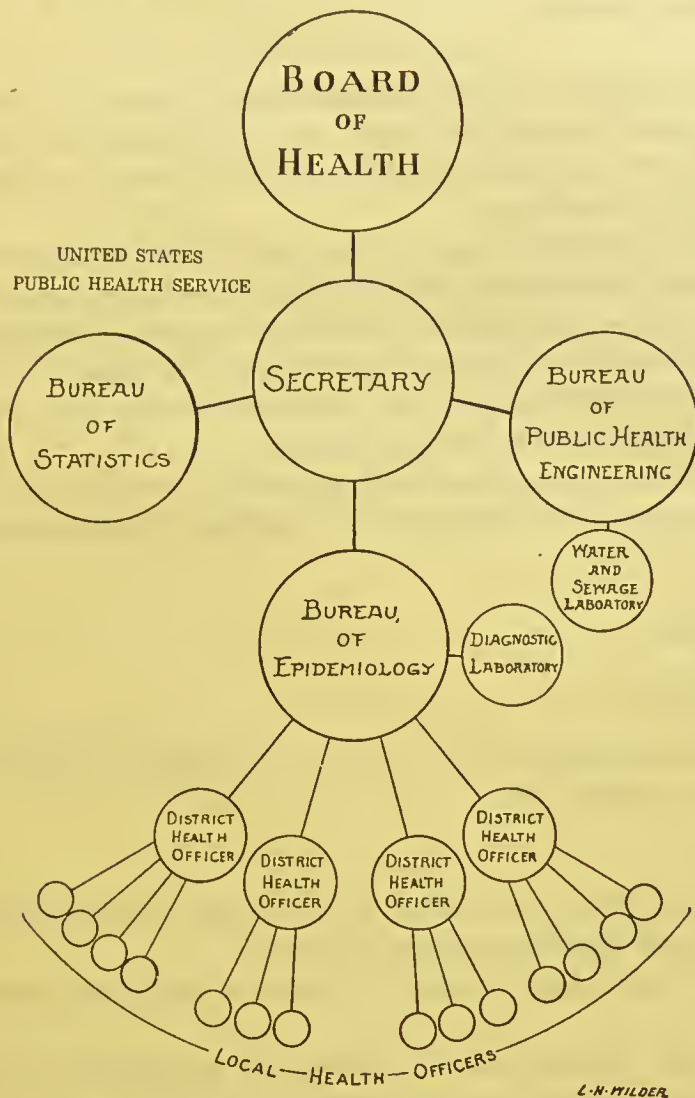 BOARD
OF
HEALTH
UNITED STATES
PUBLIC HEALTH SERVICE
SECRETARY
BUREAU
OF
STATISTICS
BUREAU
OF
PUBLIC HEALTH
ENGINEERING
WATER
AND
SEWAGE
LABOATORY
BUREAU,
OF
EPIDEMIOLOGY
DIAGNOSTIC
LABORATORY
DISTRICT
HEALTH
OFFICER
DISTRICT
HEALTH
OFFICER
DISTRICT
HEALTH
OFFICER
DISTRICT
HEALTH
OFFICER
LOCAL—HEALTH—OFFICERS
L·H·WILDER